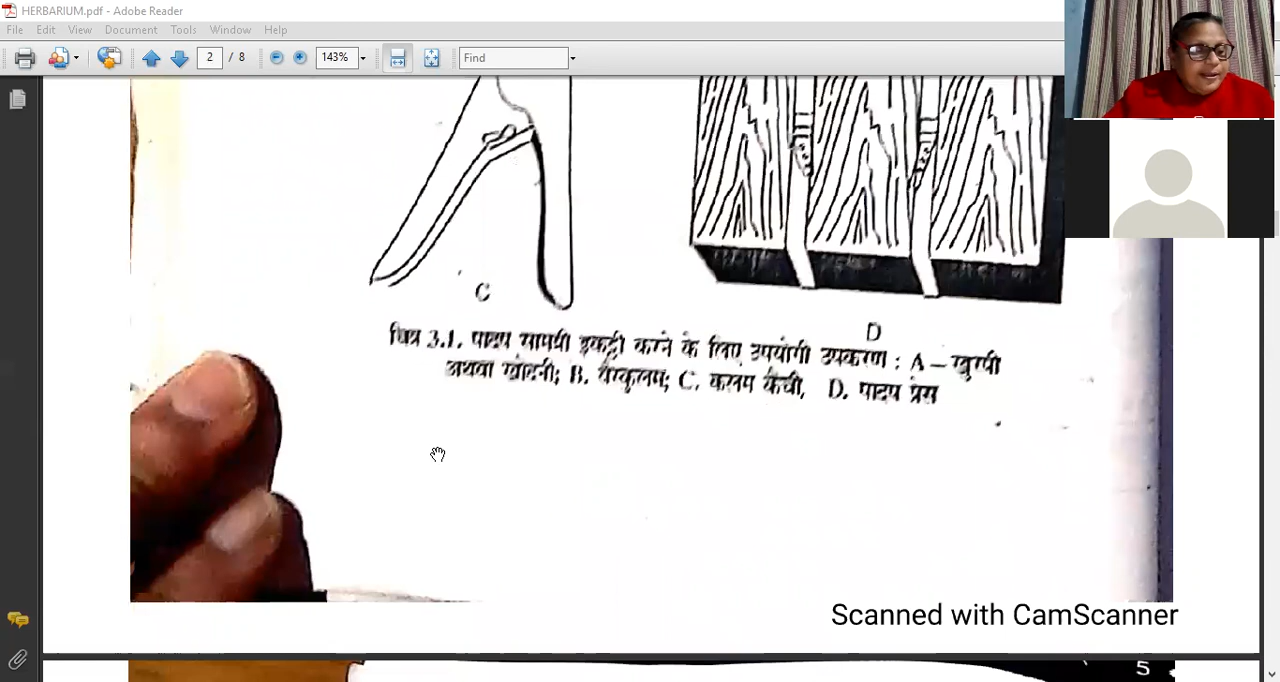 HERBARIUM.pdf - Adobe Reader
File Edit View Document Tools Window Help
2 / 8 143% Find
C
D
चित्र 3.1. पादप सामग्री इकट्ठी करने के लिए उपयोगी उपकरण : A – खुरपी
अथवा खोदनी; B. वैस्कुलम; C. कलम कैंची, D. पादप प्रेस
Scanned with CamScanner
5